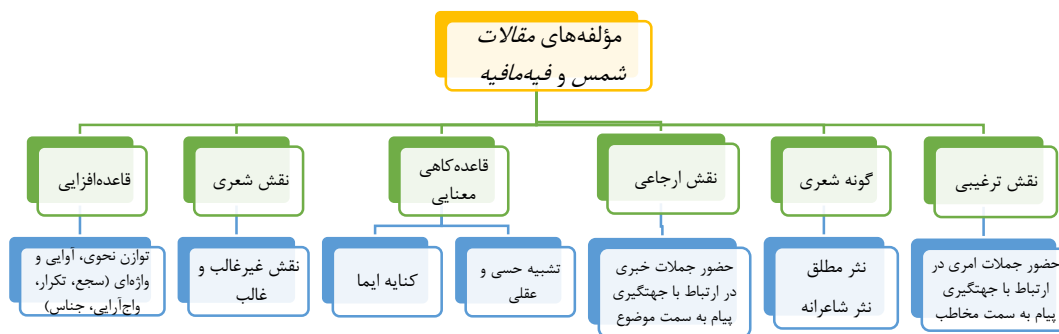 مؤلفه‌های مقالات
شمس و فیه‌مافیه
نقش ترغیبی
گونه شعری
نقش ارجاعی
قاعده‌کاهی
معنایی
نقش شعری
قاعده‌افزایی
حضور جملات امری در
ارتباط با جهتگیری
پیام به سمت مخاطب
نثر مطلق
نثر شاعرانه
حضور جملات خبری
در ارتباط با جهتگیری
پیام به سمت موضوع
تشبیه حسی و
عقلی
کنایه ایما
نقش غیرغالب و
غالب
توازن نحوی، آوایی و
واژه‌ای (سجع، تکرار،
واج‌آرایی، جناس)